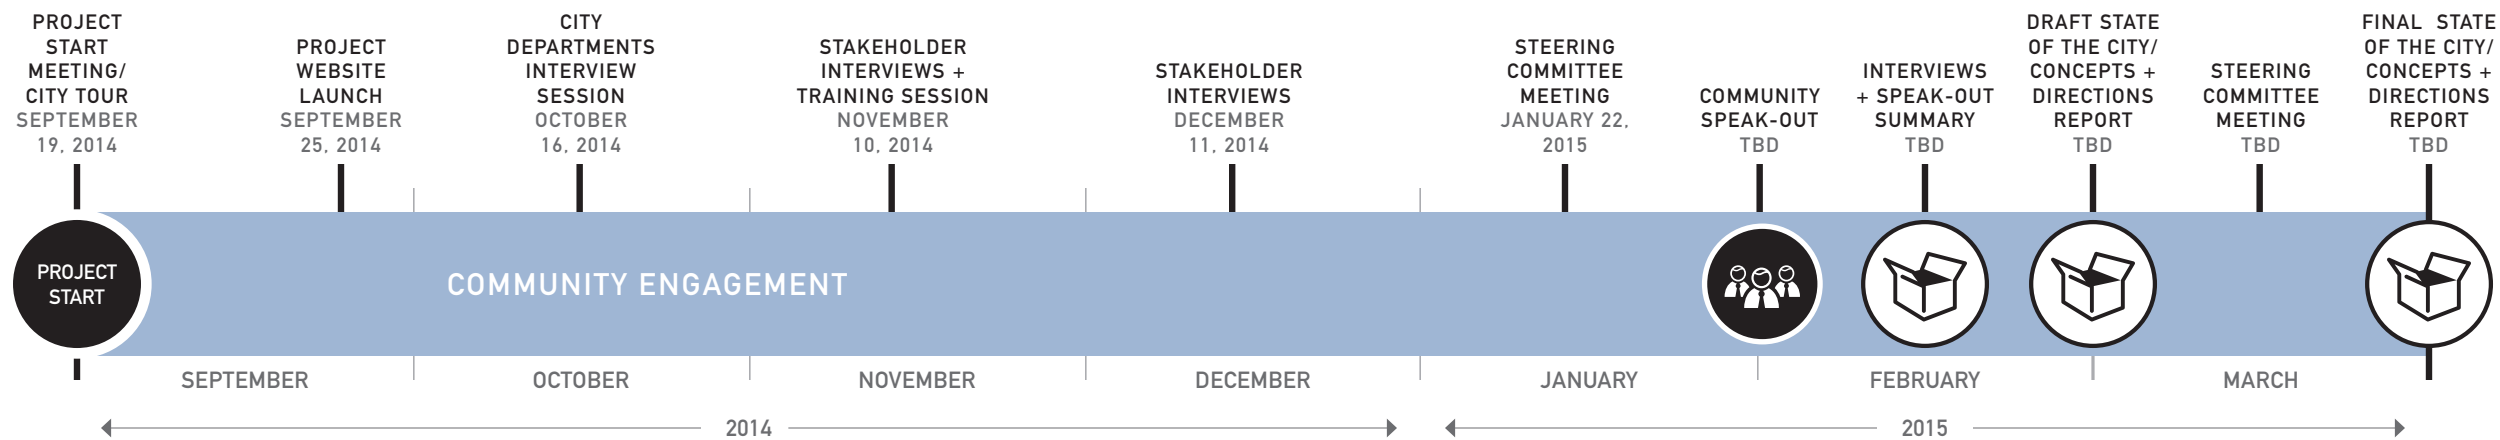 PROJECT
START
MEETING/
CITY TOUR
SEPTEMBER
19, 2014
PROJECT
WEBSITE
LAUNCH
SEPTEMBER
25, 2014
CITY
DEPARTMENTS
INTERVIEW
SESSION
OCTOBER
16, 2014
STAKEHOLDER
INTERVIEWS +
TRAINING SESSION
NOVEMBER
10, 2014
STAKEHOLDER
INTERVIEWS
DECEMBER
11, 2014
STEERING
COMMITTEE
MEETING
JANUARY 22,
2015
COMMUNITY
SPEAK-OUT
TBD
INTERVIEWS
+ SPEAK-OUT
SUMMARY
TBD
DRAFT STATE
OF THE CITY/
CONCEPTS +
DIRECTIONS
REPORT
TBD
STEERING
COMMITTEE
MEETING
TBD
FINAL STATE
OF THE CITY/
CONCEPTS +
DIRECTIONS
REPORT
TBD
PROJECT
START
COMMUNITY ENGAGEMENT
SEPTEMBER
OCTOBER
NOVEMBER
DECEMBER
JANUARY
FEBRUARY
MARCH
2014
2015